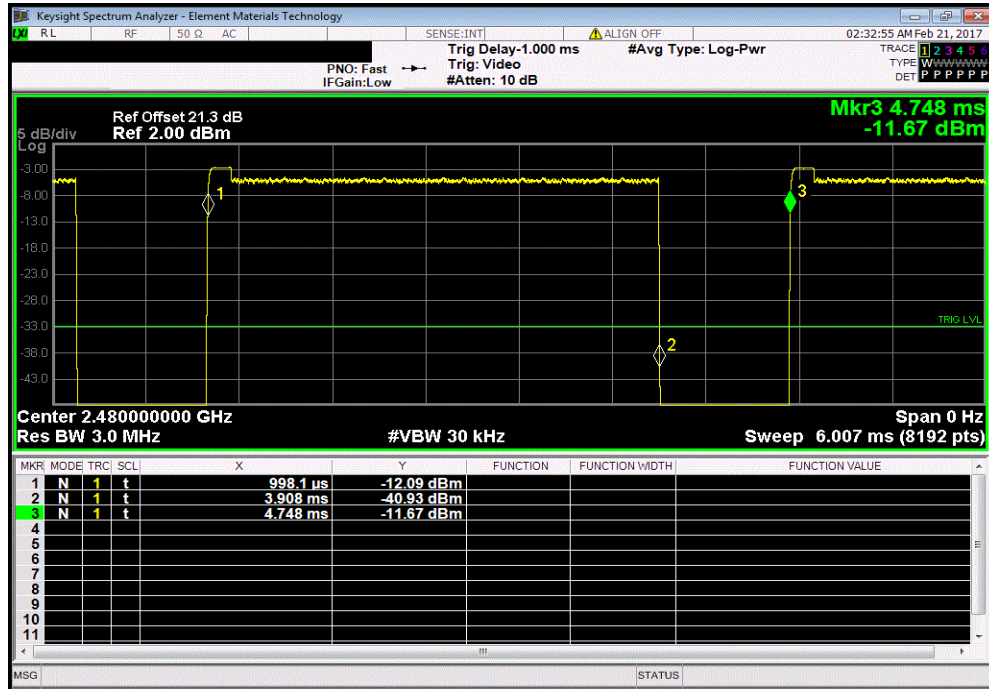 Keysight Spectrum Analyzer - Element Materials Technology
LXI RL RF 50 Ω AC SENSE:INT ALIGN OFF 02:32:55 AM Feb 21, 2017
Trig Delay-1.000 ms #Avg Type: Log-Pwr TRACE 1 2 3 4 5 6
PNO: Fast Trig: Video TYPE WWWWWW
IFGain:Low #Atten: 10 dB DET P P P P P P
Mkr3 4.748 ms
Ref Offset 21.3 dB
5 dB/div Ref 2.00 dBm -11.67 dBm
Log
-3.00
-8.00
-13.0
-18.0
-23.0
-28.0
-33.0
-38.0
-43.0
1
3
TRIG LVL
2
Center 2.480000000 GHz Span 0 Hz
Res BW 3.0 MHz #VBW 30 kHz Sweep 6.007 ms (8192 pts)
MKR MODE TRC SCL X Y FUNCTION FUNCTION WIDTH FUNCTION VALUE
1 N 1 t 998.1 µs -12.09 dBm
2 N 1 t 3.908 ms -40.93 dBm
3 N 1 t 4.748 ms -11.67 dBm
4
5
6
7
8
9
10
11
MSG STATUS